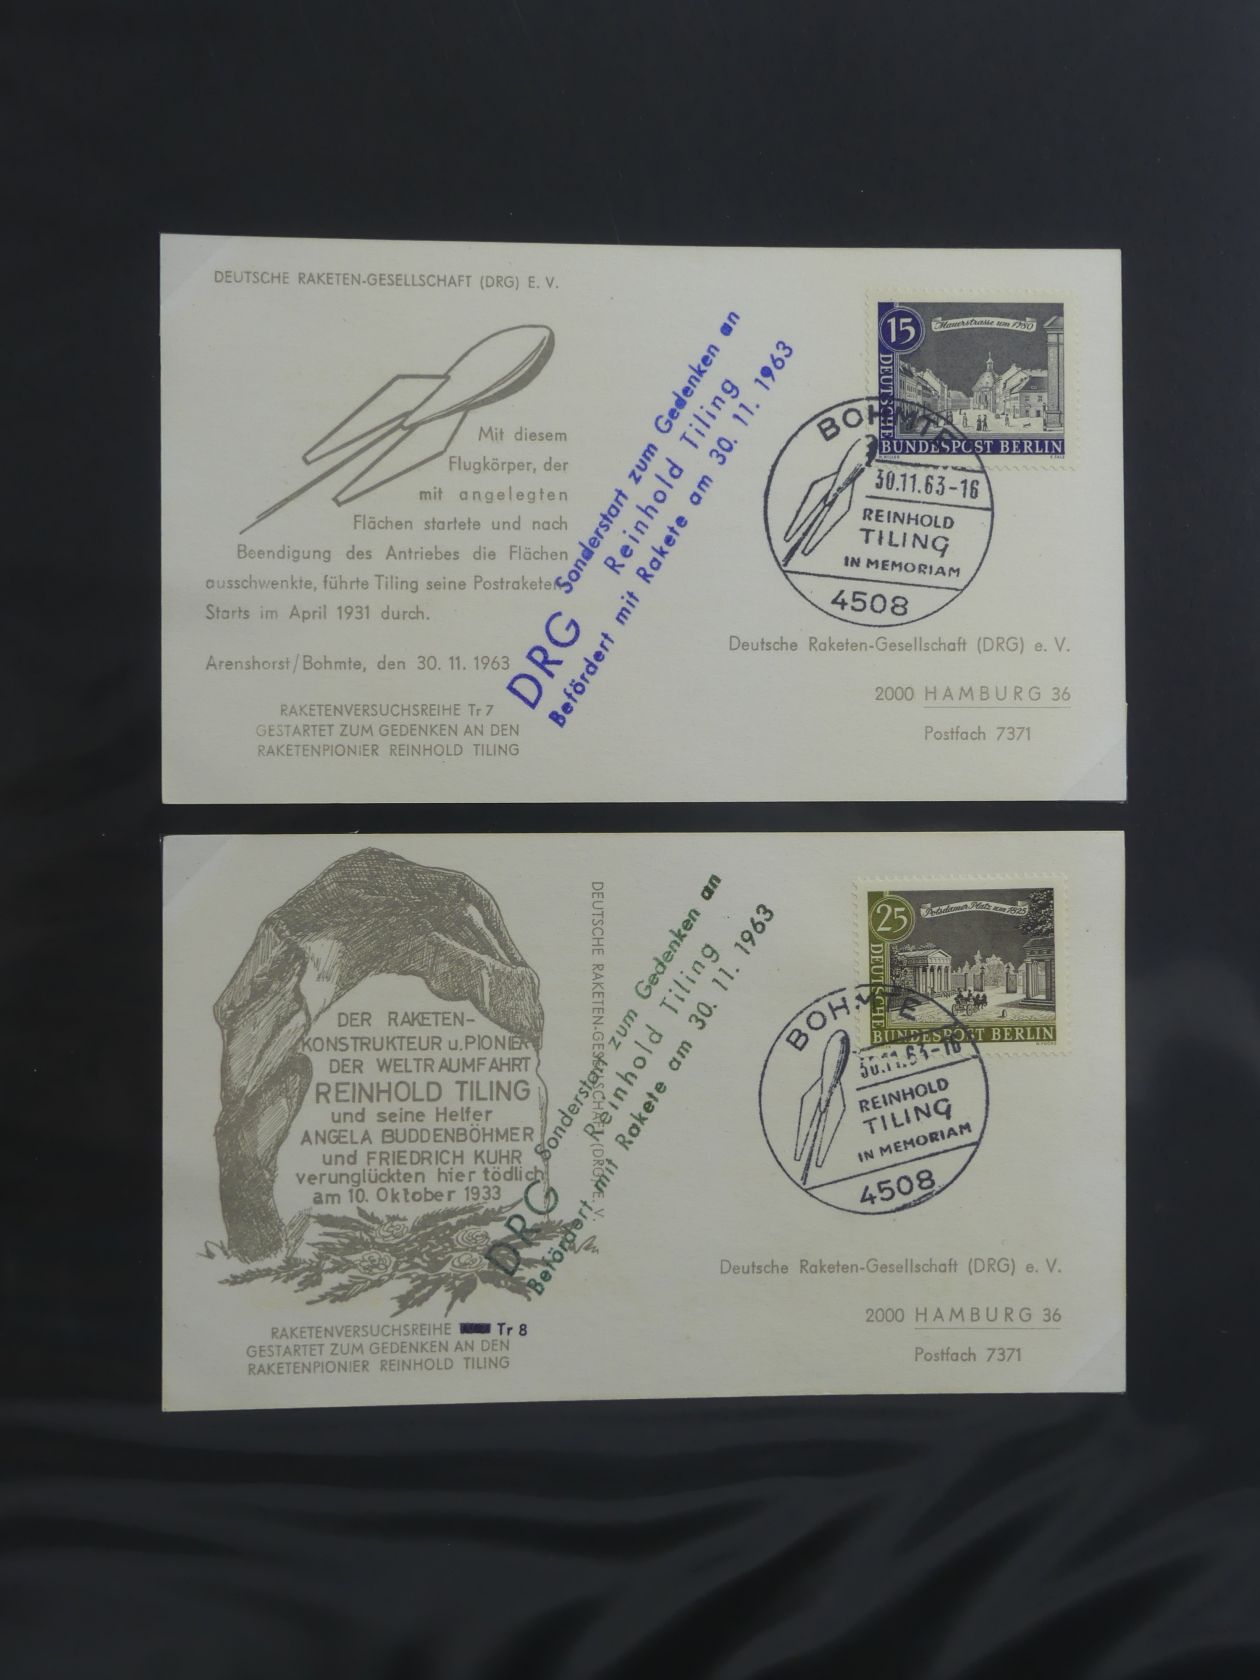 DEUTSCHE RAKETEN-GESELLSCHAFT (DRG) E. V.
Mit diesem
Flugkörper, der
mit angelegten
Flächen startete und nach
Beendigung des Antriebes die Flächen
ausschwenkte, führte Tiling seine Postraketen
Starts im April 1931 durch.
Arenshorst/Bohmte, den 30. 11. 1963
RAKETENVERSUCHSREIHE Tr 7
GESTARTET ZUM GEDENKEN AN DEN
RAKETENPIONIER REINHOLD TILING
DRG Sonderstart zum Gedenken an
Reinhold Tiling
Befördert mit Rakete am 30. 11. 1963
15
Mauerstrasse um 1780
DEUTSCHE
BUNDESPOST BERLIN
BOHMTE
30.11.63-16
REINHOLD
TILING
IN MEMORIAM
4508
Deutsche Raketen-Gesellschaft (DRG) e. V.
2000 HAMBURG 36
Postfach 7371
DER RAKETEN-
KONSTRUKTEUR u. PIONIER
DER WELTRAUMFAHRT
REINHOLD TILING
und seine Helfer
ANGELA BUDDENBÖHMER
und FRIEDRICH KUHR
verunglückten hier tödlich
am 10. Oktober 1933
RAKETENVERSUCHSREIHE Tr 8
GESTARTET ZUM GEDENKEN AN DEN
RAKETENPIONIER REINHOLD TILING
DEUTSCHE RAKETEN-GESELLSCHAFT (DRG) E. V.
DRG Sonderstart zum Gedenken an
Reinhold Tiling
Befördert mit Rakete am 30. 11. 1963
25
Potsdamer Platz um 1825
DEUTSCHE
BUNDESPOST BERLIN
BOHMTE
30.11.63-16
REINHOLD
TILING
IN MEMORIAM
4508
Deutsche Raketen-Gesellschaft (DRG) e. V.
2000 HAMBURG 36
Postfach 7371